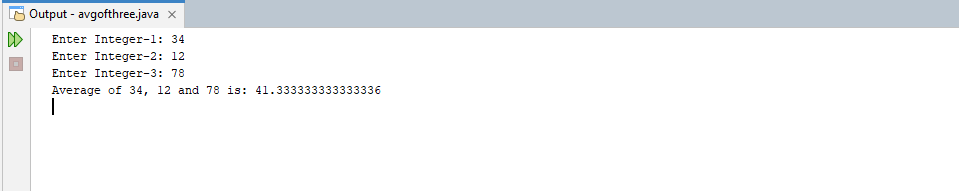 Output - avgofthree.java ×
Enter Integer-1: 34
Enter Integer-2: 12
Enter Integer-3: 78
Average of 34, 12 and 78 is: 41.333333333333336